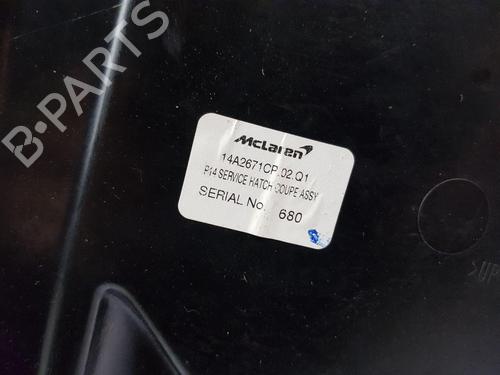 B-PARTS
McLaren
14A2671CP.02.Q1
P14 SERVICE HATCH COUPE ASSY
SERIAL No. 680